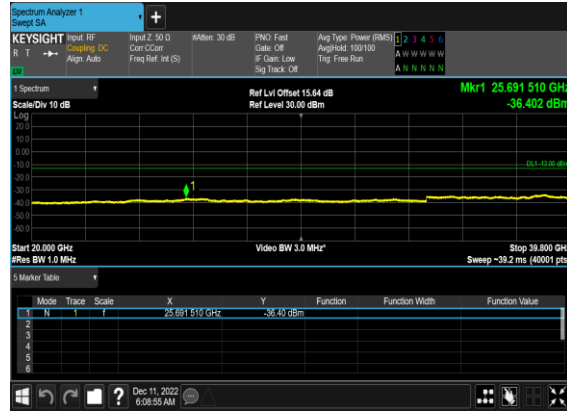 Spectrum Analyzer 1
Swept SA
+
KEYSIGHT Input: RF Input Z: 50 Ω #Atten: 30 dB PNO: Fast Avg Type: Power (RMS) 1 2 3 4 5 6
R T Coupling: DC Corr CCorr Gate: Off Avg|Hold: 100/100 A W W W W W
Align: Auto Freq Ref: Int (S) IF Gain: Low Trig: Free Run
Sig Track: Off A N N N N N
1 Spectrum Ref Lvl Offset 15.64 dB Mkr1 25.691 510 GHz
Scale/Div 10 dB Ref Level 30.00 dBm -36.402 dBm
Log
20.0
10.0
0.00
-10.0
DL1 -13.00 dBm
-20.0
-30.0
1
-40.0
-50.0
-60.0
Start 20.000 GHz Video BW 3.0 MHz* Stop 39.800 GHz
#Res BW 1.0 MHz Sweep ~39.2 ms (40001 pts)
5 Marker Table
Mode Trace Scale X Y Function Function Width Function Value
1 N 1 f 25.691 510 GHz -36.40 dBm
2
3
4
5
6
? Dec 11, 2022
6:08:55 AM